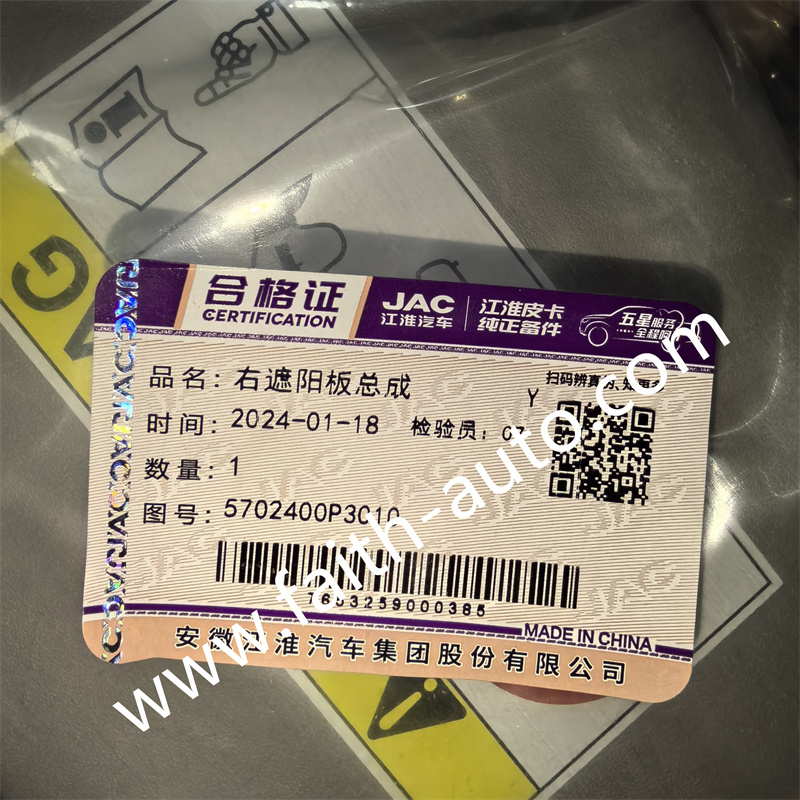 合格证
CERTIFICATION
JAC
江淮汽车
江淮皮卡
纯正备件
五星服务
品名：右遮阳板总成
时间：2024-01-18
检验员：07
Y
数量：1
图号：5702400P3010
MADE IN CHINA
安徽江淮汽车集团股份有限公司
www.faith-auto.com